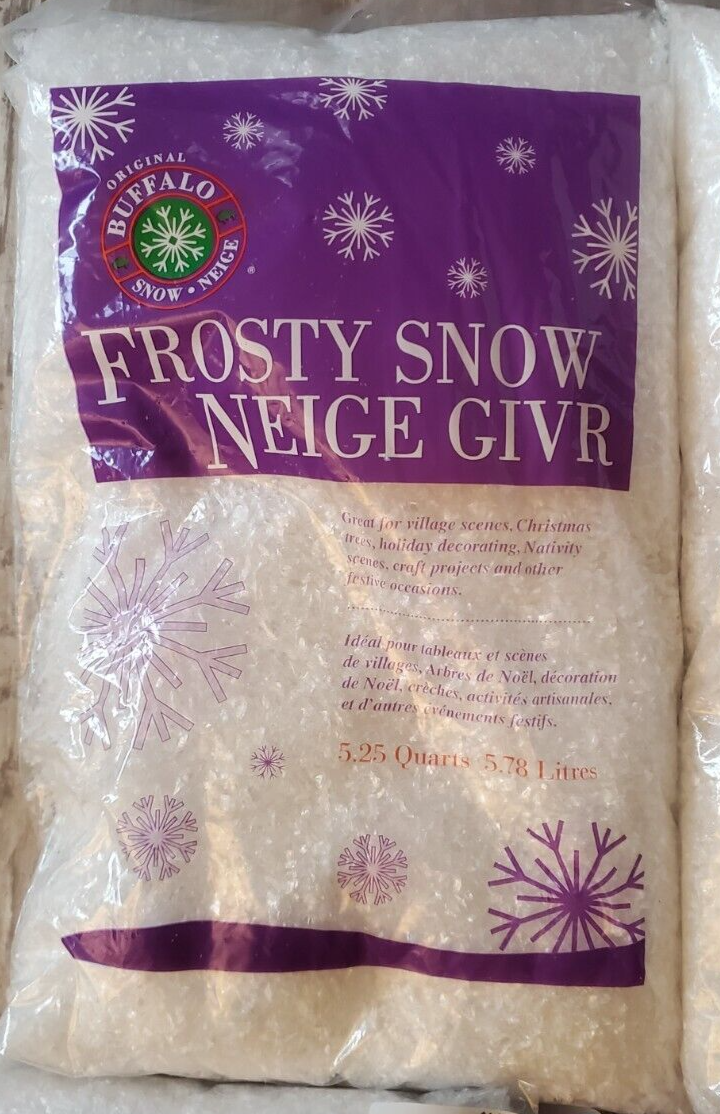 ORIGINAL
BUFFALO
SNOW • NEIGE
®
FROSTY SNOW
NEIGE GIVR
Great for village scenes, Christmas
trees, holiday decorating, Nativity
scenes, craft projects and other
festive occasions.
Idéal pour tableaux et scènes
de villages, Arbres de Noël, décoration
de Noël, crèches, activités artisanales,
et d'autres événements festifs.
5.25 Quarts 5.78 Litres